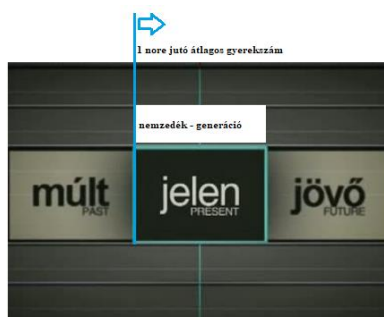 1 nore jutó átlagos gyerekszám
nemzedék - generáció
múlt
PAST
jelen
PRESENT
jövő
FUTURE